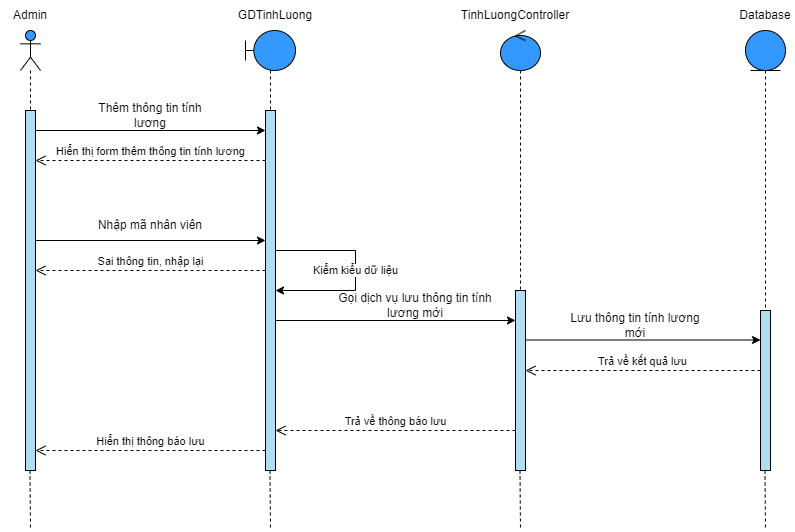 Admin
GDTinhLuong
TinhLuongController
Database
Thêm thông tin tính
lương
Hiển thị form thêm thông tin tính lương
Nhập mã nhân viên
Sai thông tin, nhập lại
Kiểm kiểu dữ liệu
Gọi dịch vụ lưu thông tin tính
lương mới
Lưu thông tin tính lương
mới
Trả về kết quả lưu
Trả về thông báo lưu
Hiển thị thông báo lưu